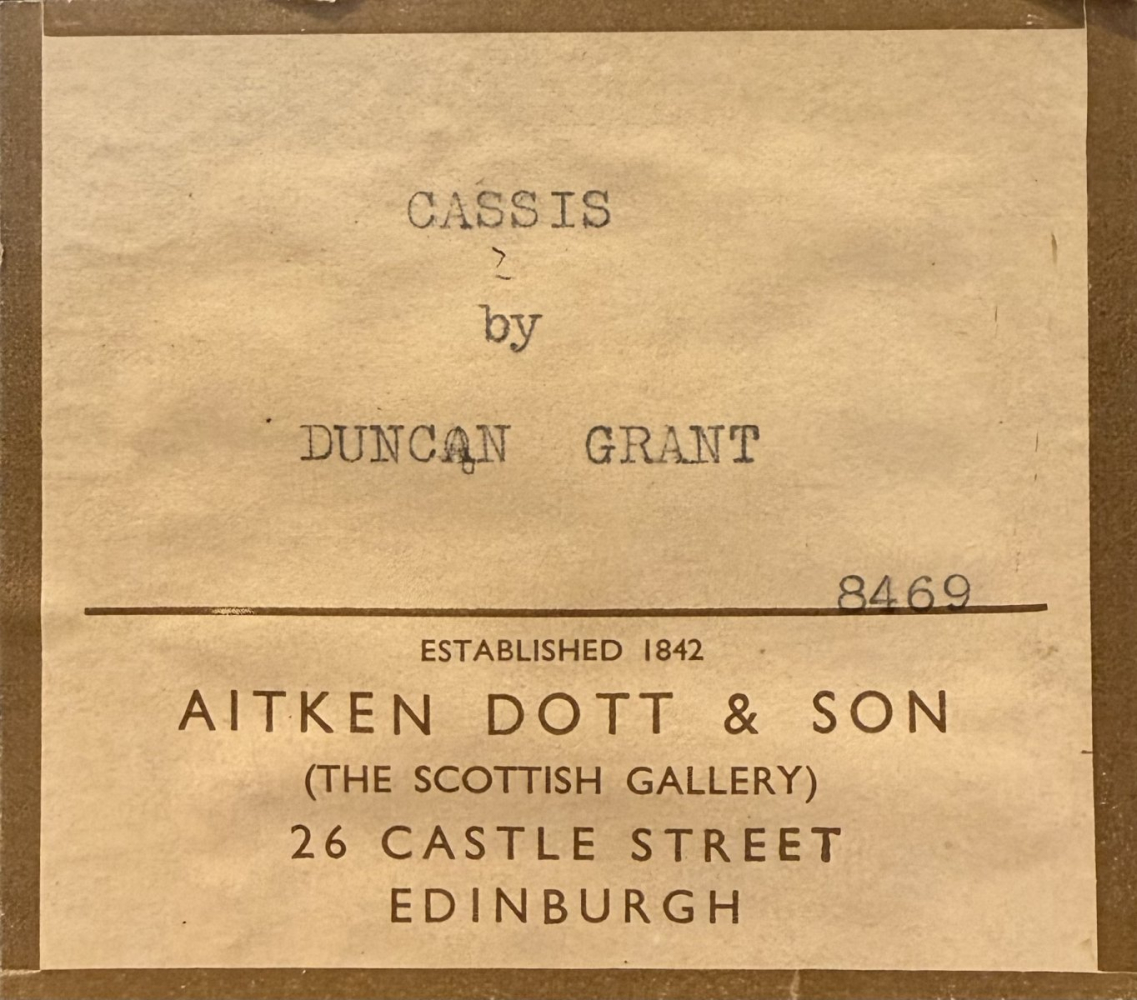 CASSIS
by
DUNCAN GRANT
8469
ESTABLISHED 1842
AITKEN DOTT & SON
(THE SCOTTISH GALLERY)
26 CASTLE STREET
EDINBURGH